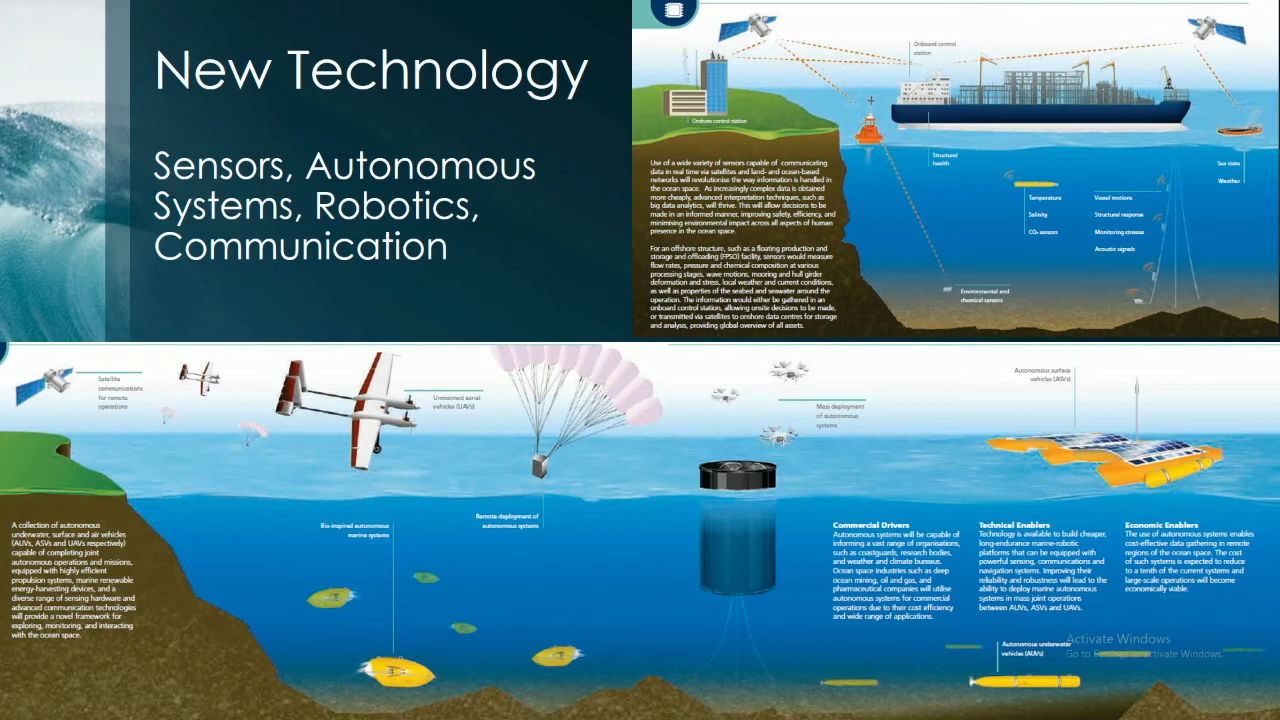 New Technology
Sensors, Autonomous
Systems, Robotics,
Communication
Onboard control
station
Onshore control station
Structural
health
Sea state
Weather
Temperature
Salinity
CO₂ sensors
Vessel motions
Structural response
Monitoring stresses
Acoustic signals
Environmental and
chemical sensors
Use of a wide variety of sensors capable of communicating
data in real time via satellites and land- and ocean-based
networks will revolutionise the way information is handled in
the ocean space. As increasingly complex data is obtained
more cheaply, advanced interpretation techniques, such as
big data analytics, will thrive. This will allow decisions to be
made in an informed manner, improving safety, efficiency, and
minimising environmental impact across all aspects of human
presence in the ocean space.
For an offshore structure, such as a floating production and
storage and offloading (FPSO) facility, sensors would measure
flow rates, pressure and chemical composition at various
processing stages, wave motions, mooring and hull girder
deformation and stress, local weather and current conditions,
as well as properties of the seabed and seawater around the
operation. The information would either be gathered in an
onboard control station, allowing onsite decisions to be made,
or transmitted via satellites to onshore data centres for storage
and analysis, providing global overview of all assets.
Satellite
communications
for remote
operations
Unmanned aerial
vehicles (UAVs)
Mass deployment
of autonomous
systems
Autonomous surface
vehicles (ASVs)
Remote deployment of
autonomous systems
Bio-inspired autonomous
marine systems
A collection of autonomous
underwater, surface and air vehicles
(AUVs, ASVs and UAVs respectively)
capable of completing joint
autonomous operations and missions,
equipped with highly efficient
propulsion systems, marine renewable
energy-harvesting devices, and a
diverse range of sensing hardware and
advanced communication technologies
will provide a novel framework for
exploring, monitoring, and interacting
with the ocean space.
Commercial Drivers
Autonomous systems will be capable of
informing a vast range of organisations,
such as coastguards, research bodies,
and weather and climate bureaus.
Ocean space industries such as deep
ocean mining, oil and gas, and
pharmaceutical companies will utilise
autonomous systems for commercial
operations due to their cost efficiency
and wide range of applications.
Technical Enablers
Technology is available to build cheaper,
long-endurance marine-robotic
platforms that can be equipped with
powerful sensing, communications and
navigation systems. Improving their
reliability and robustness will lead to the
ability to deploy marine autonomous
systems in mass joint operations
between AUVs, ASVs and UAVs.
Economic Enablers
The use of autonomous systems enables
cost-effective data gathering in remote
regions of the ocean space. The cost
of such systems is expected to reduce
to a tenth of the current systems and
large-scale operations will become
economically viable.
Autonomous underwater
vehicles (AUVs)
Activate Windows
Go to Settings to activate Windows.